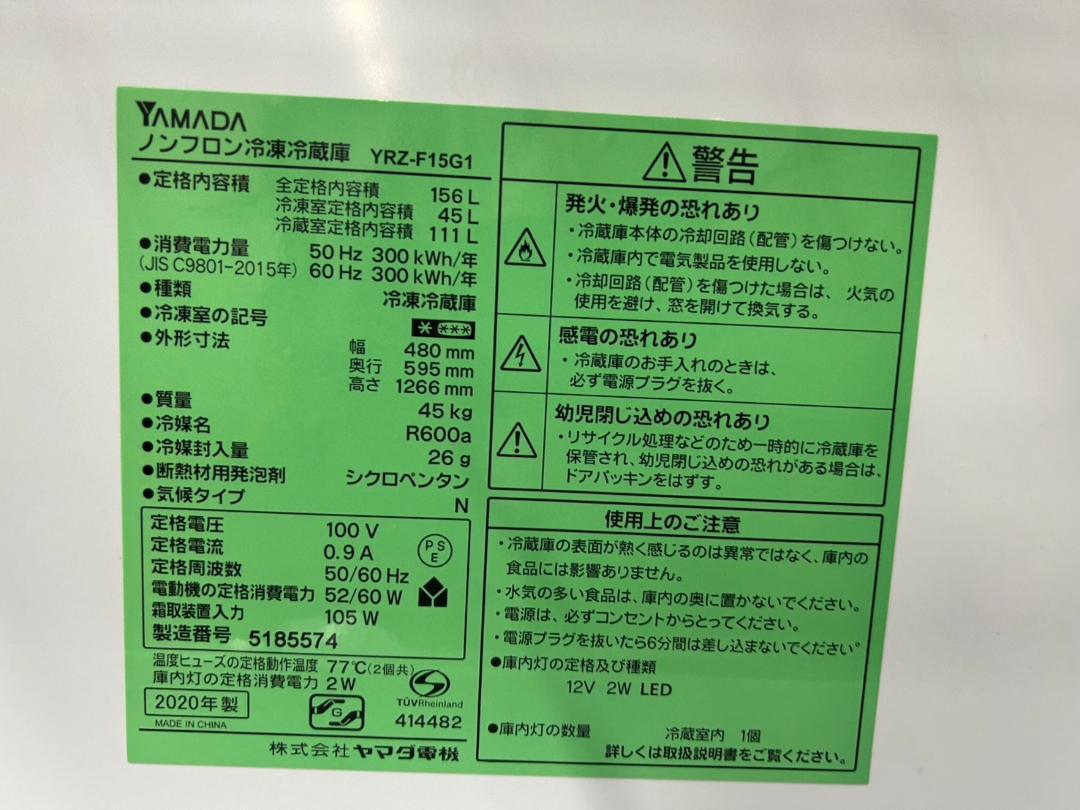 YAMADA
ノンフロン冷凍冷蔵庫 YRZ-F15G1
●定格内容積 全定格内容積 156 L
冷凍室定格内容積 45 L
冷蔵室定格内容積 111 L
●消費電力量 50 Hz 300 kWh/年
(JIS C9801-2015年) 60 Hz 300 kWh/年
●種類 冷凍冷蔵庫
●冷凍室の記号 * ***
●外形寸法 幅 480 mm
奥行 595 mm
高さ 1266 mm
●質量 45 kg
●冷媒名 R600a
●冷媒封入量 26 g
●断熱材用発泡剤 シクロペンタン
●気候タイプ N
定格電圧 100 V
定格電流 0.9 A
定格周波数 50/60 Hz
電動機の定格消費電力 52/60 W
霜取装置入力 105 W
製造番号 5185574
PS
E
温度ヒューズの定格動作温度 77℃(2個共)
庫内灯の定格消費電力 2W
2020年製
MADE IN CHINA
G
TÜVRheinland
414482
株式会社 ヤマダ電機
警告
発火・爆発の恐れあり
・冷蔵庫本体の冷却回路(配管)を傷つけない。
・冷蔵庫内で電気製品を使用しない。
・冷却回路(配管)を傷つけた場合は、火気の
使用を避け、窓を開けて換気する。
感電の恐れあり
・冷蔵庫のお手入れのときは、
必ず電源プラグを抜く。
幼児閉じ込めの恐れあり
・リサイクル処理などのため一時的に冷蔵庫を
保管され、幼児閉じ込めの恐れがある場合は、
ドアパッキンをはずす。
使用上のご注意
・冷蔵庫の表面が熱く感じるのは異常ではなく、庫内の
食品には影響ありません。
・水気の多い食品は、庫内の奥に置かないでください。
・電源は、必ずコンセントからとってください。
・電源プラグを抜いたら6分間は差し込まないでください。
●庫内灯の定格及び種類
12V 2W LED
●庫内灯の数量 冷蔵室内 1個
詳しくは取扱説明書をご覧ください。